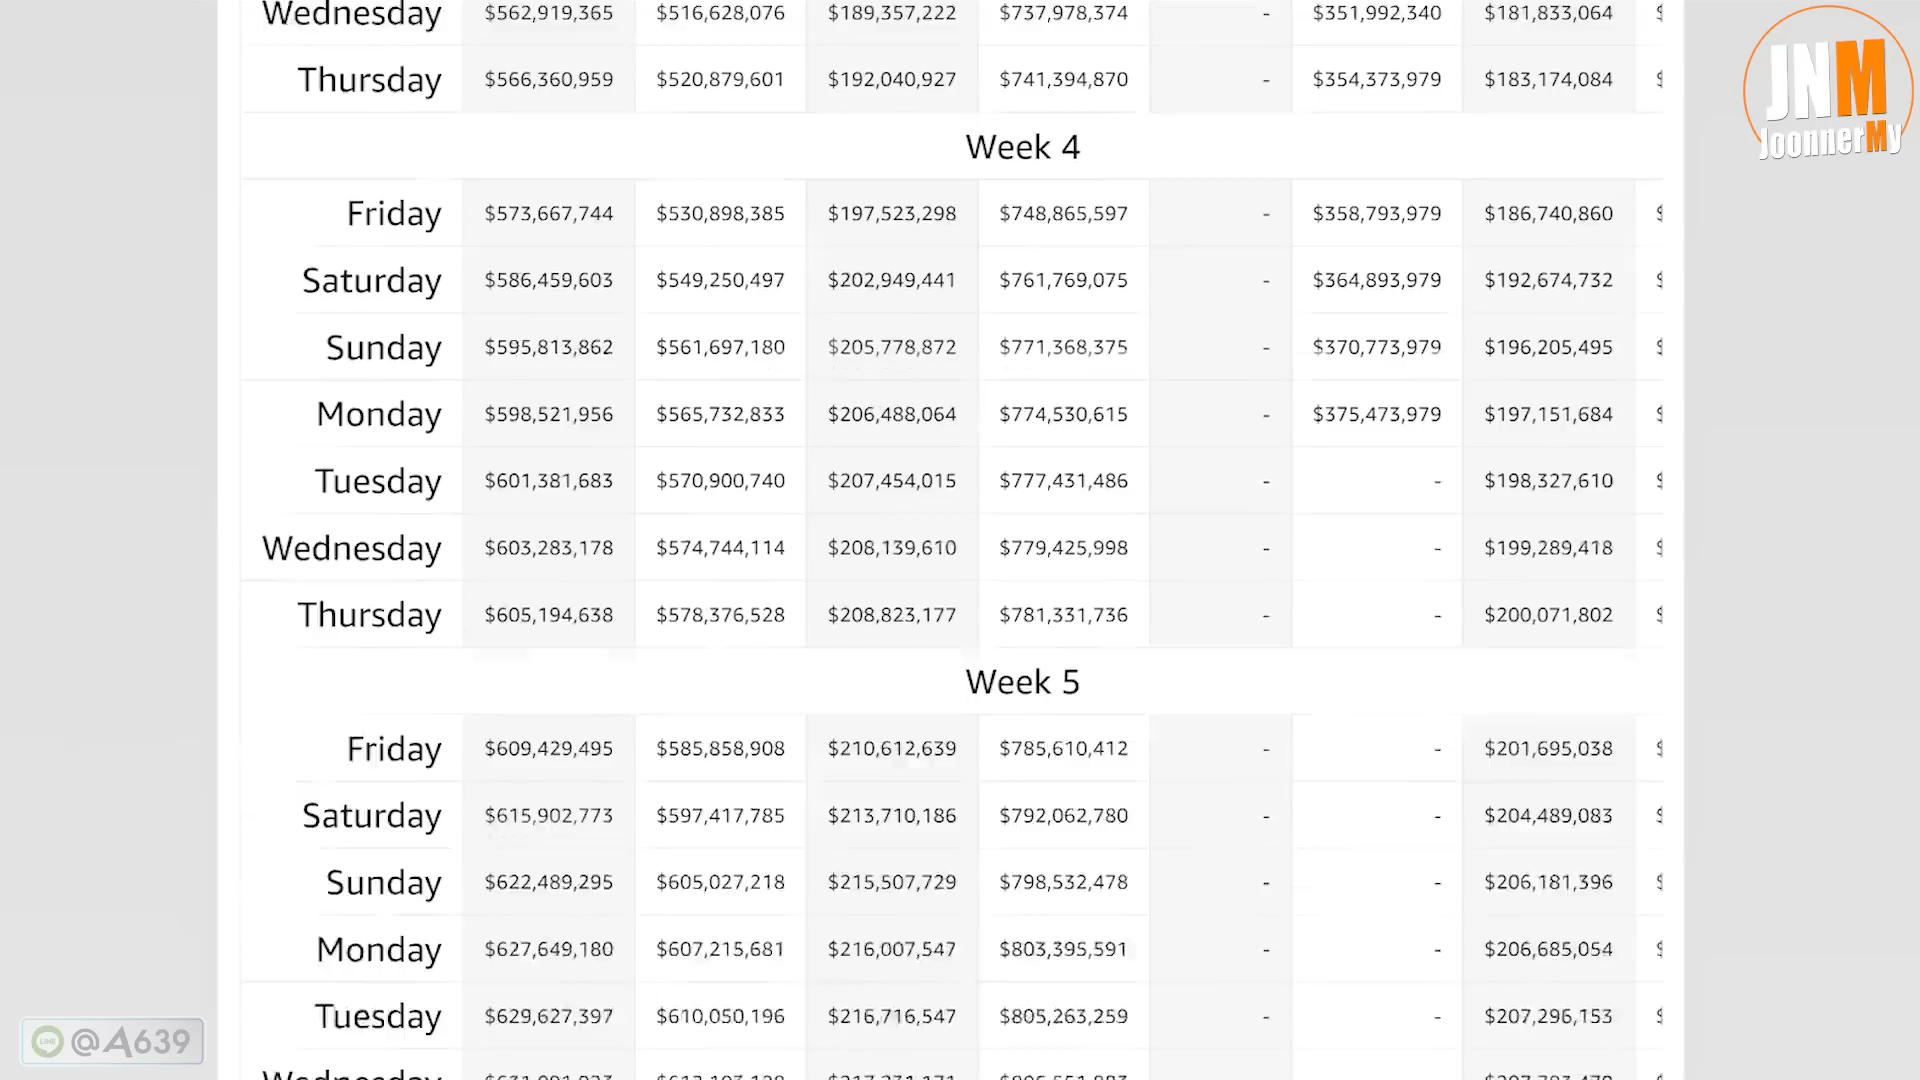 Wednesday $562,919,365 $516,628,076 $189,357,222 $737,978,374 - $351,992,340 $181,833,064 $
Thursday $566,360,959 $520,879,601 $192,040,927 $741,394,870 - $354,373,979 $183,174,084 $
Week 4
Friday $573,667,744 $530,898,385 $197,523,298 $748,865,597 - $358,793,979 $186,740,860 $
Saturday $586,459,603 $549,250,497 $202,949,441 $761,769,075 - $364,893,979 $192,674,732 $
Sunday $595,813,862 $561,697,180 $205,778,872 $771,368,375 - $370,773,979 $196,205,495 $
Monday $598,521,956 $565,732,833 $206,488,064 $774,530,615 - $375,473,979 $197,151,684 $
Tuesday $601,381,683 $570,900,740 $207,454,015 $777,431,486 - - $198,327,610 $
Wednesday $603,283,178 $574,744,114 $208,139,610 $779,425,998 - - $199,289,418 $
Thursday $605,194,638 $578,376,528 $208,823,177 $781,331,736 - - $200,071,802 $
Week 5
Friday $609,429,495 $585,858,908 $210,612,639 $785,610,412 - - $201,695,038 $
Saturday $615,902,773 $597,417,785 $213,710,186 $792,062,780 - - $204,489,083 $
Sunday $622,489,295 $605,027,218 $215,507,729 $798,532,478 - - $206,181,396 $
Monday $627,649,180 $607,215,681 $216,007,547 $803,395,591 - - $206,685,054 $
Tuesday $629,627,397 $610,050,196 $216,716,547 $805,263,259 - - $207,296,153 $
Wednesday
JNM
JoonnerMy
LINE @A639